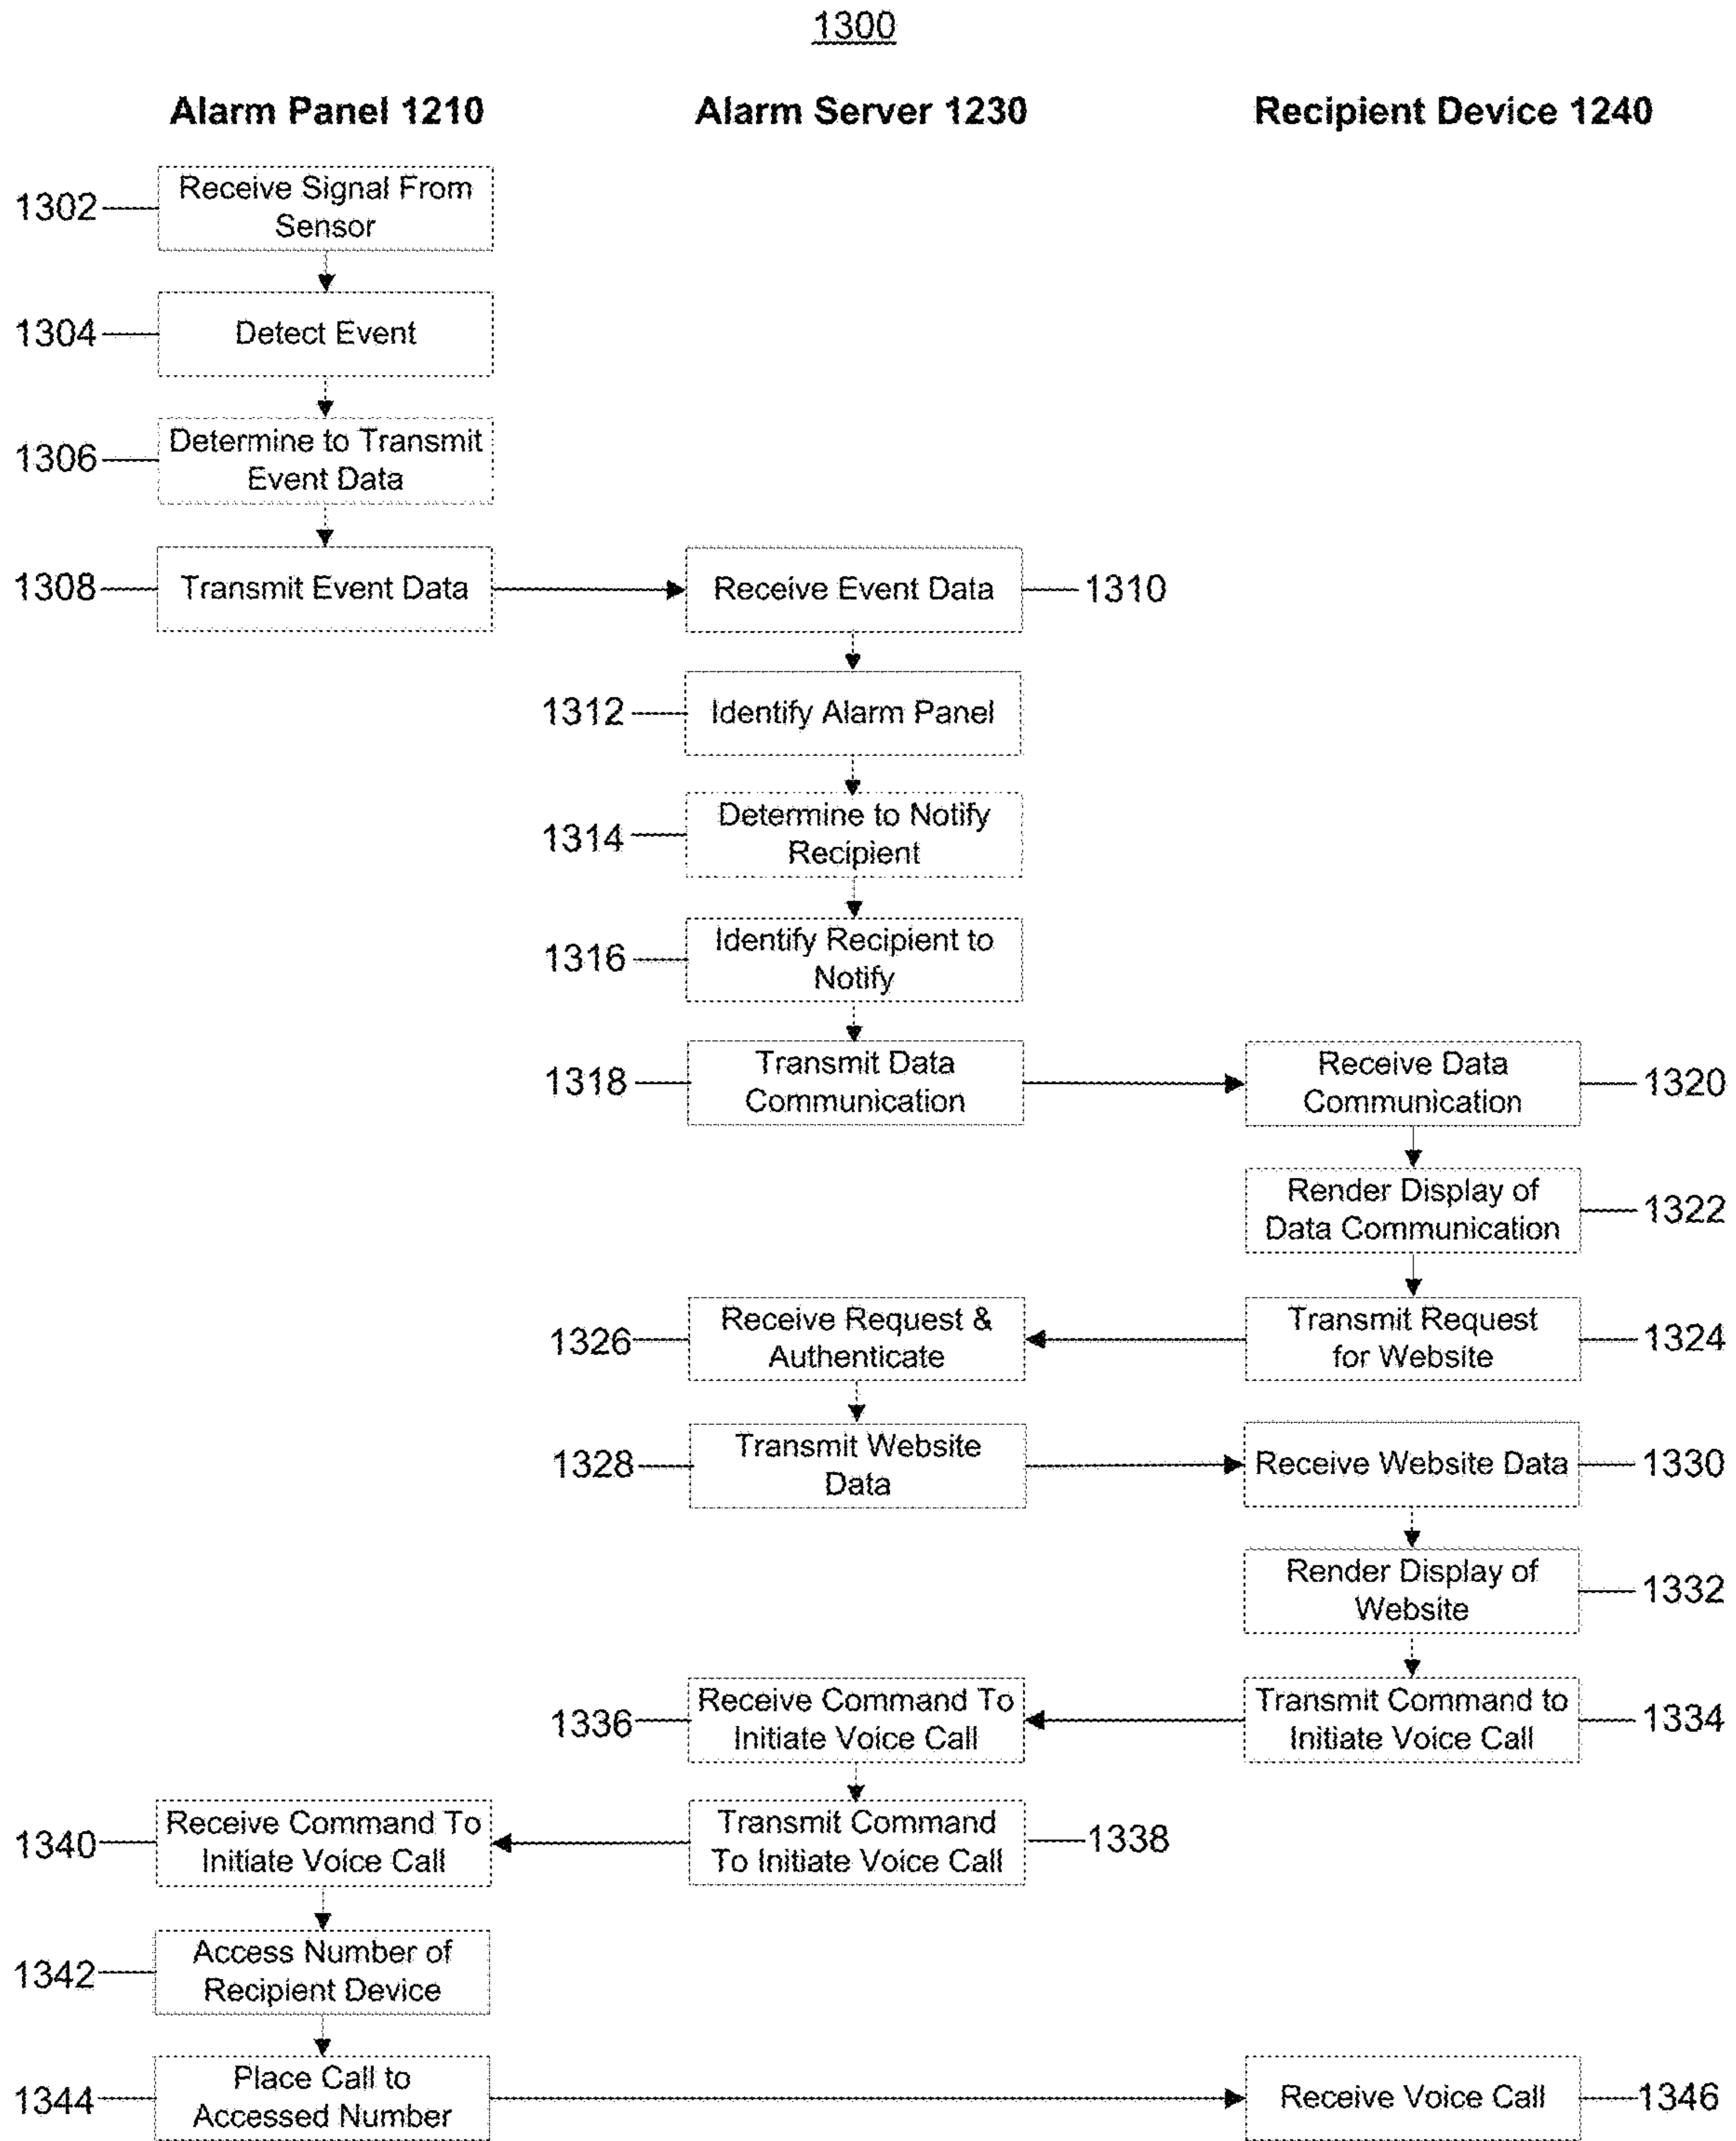 1300
Alarm Panel 1210
Alarm Server 1230
Recipient Device 1240
1302
Receive Signal From
Sensor
1304
Detect Event
1306
Determine to Transmit
Event Data
1308
Transmit Event Data
Receive Event Data
1310
1312
Identify Alarm Panel
1314
Determine to Notify
Recipient
1316
Identify Recipient to
Notify
1318
Transmit Data
Communication
Receive Data
Communication
1320
Render Display of
Data Communication
1322
1326
Receive Request &
Authenticate
Transmit Request
for Website
1324
1328
Transmit Website
Data
Receive Website Data
1330
Render Display of
Website
1332
1336
Receive Command To
Initiate Voice Call
Transmit Command to
Initiate Voice Call
1334
1340
Receive Command To
Initiate Voice Call
Transmit Command
To Initiate Voice Call
1338
1342
Access Number of
Recipient Device
1344
Place Call to
Accessed Number
Receive Voice Call
1346